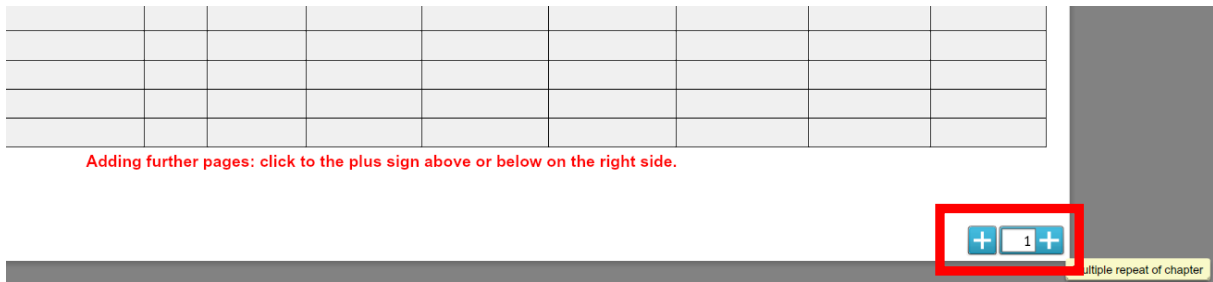 Adding further pages: click to the plus sign above or below on the right side.
1
ultiple repeat of chapter